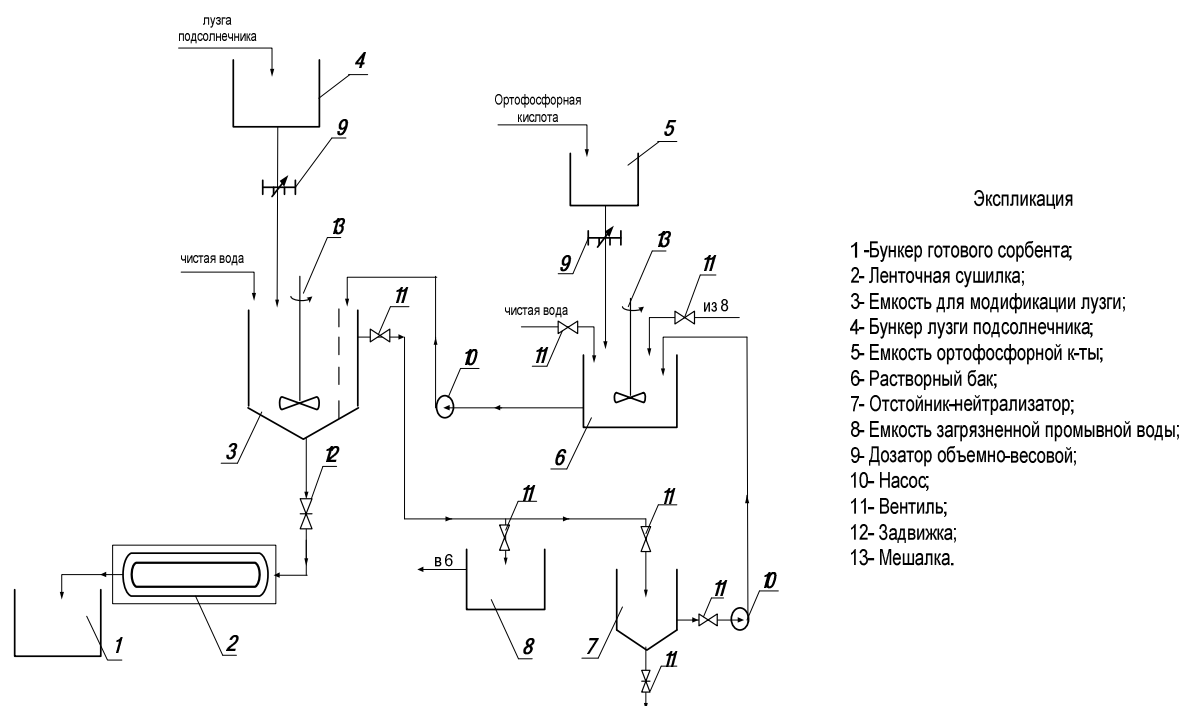 лузга
подсолнечника
4
9
13
чистая вода
11
3
12
1
2
Ортофосфорная
кислота
5
9
13
11
из 8
чистая вода
11
10
6
11
11
в 6
8
7
11
10
11
Экспликация
1 -Бункер готового сорбента;
2- Ленточная сушилка;
3- Емкость для модификации лузги;
4- Бункер лузги подсолнечника;
5- Емкость ортофосфорной к-ты;
6- Растворный бак;
7- Отстойник-нейтрализатор;
8- Емкость загрязненной промывной воды;
9- Дозатор объемно-весовой;
10- Насос;
11- Вентиль;
12- Задвижка;
13- Мешалка.